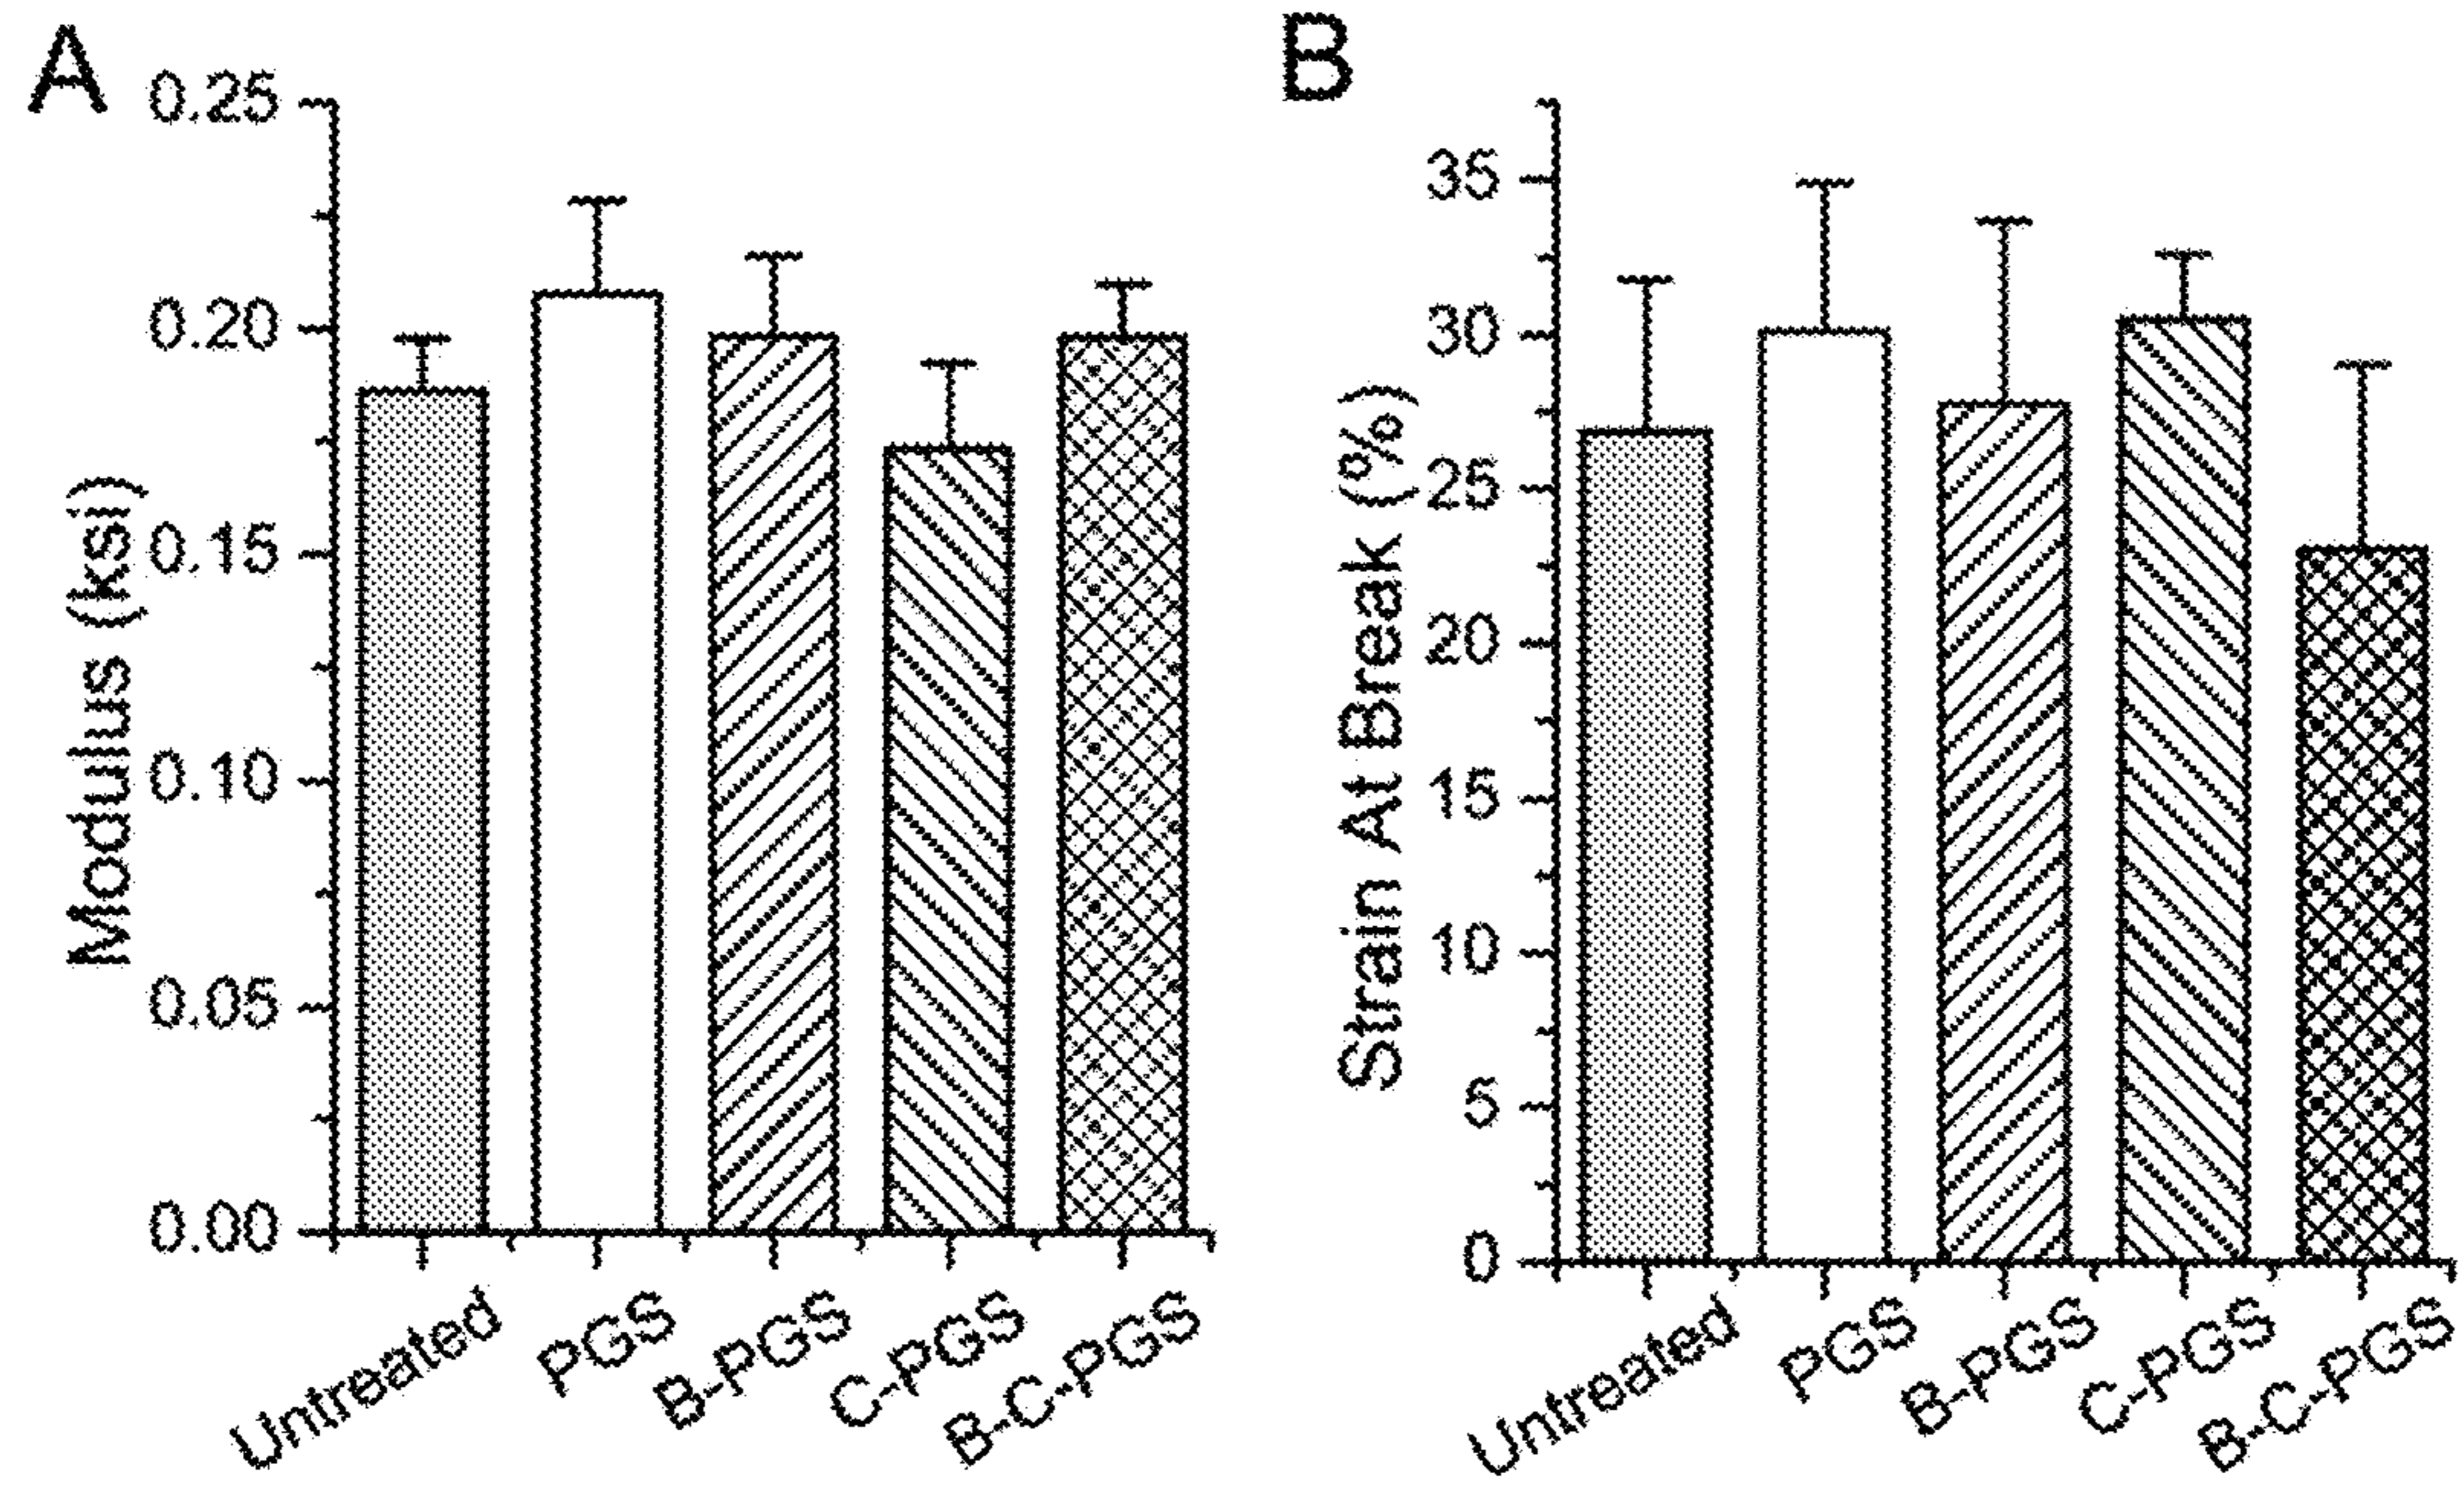 A
0.25
0.20
0.15
0.10
0.05
0.00
Modulus (ksi)
Untreated
PGS
B-PGS
C-PGS
B-C-PGS
B
35
30
25
20
15
10
5
0
Strain At Break (%)
Untreated
PGS
B-PGS
C-PGS
B-C-PGS